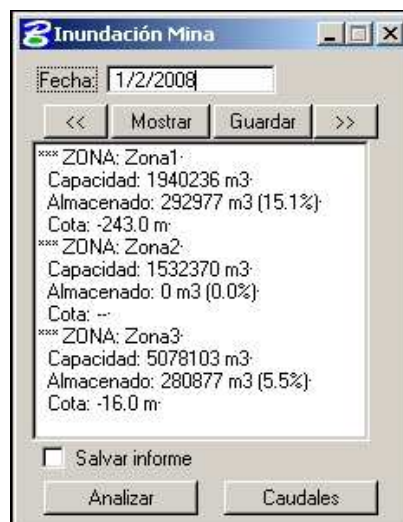 Inundación Mina
Fecha: 1/2/2008
<< Mostrar Guardar >>
*** ZONA: Zona1·
Capacidad: 1940236 m3·
Almacenado: 292977 m3 (15.1%)·
Cota: -243.0 m·
*** ZONA: Zona2·
Capacidad: 1532370 m3·
Almacenado: 0 m3 (0.0%)·
Cota: --·
*** ZONA: Zona3·
Capacidad: 5078103 m3·
Almacenado: 280877 m3 (5.5%)·
Cota: -16.0 m·
Salvar informe
Analizar Caudales